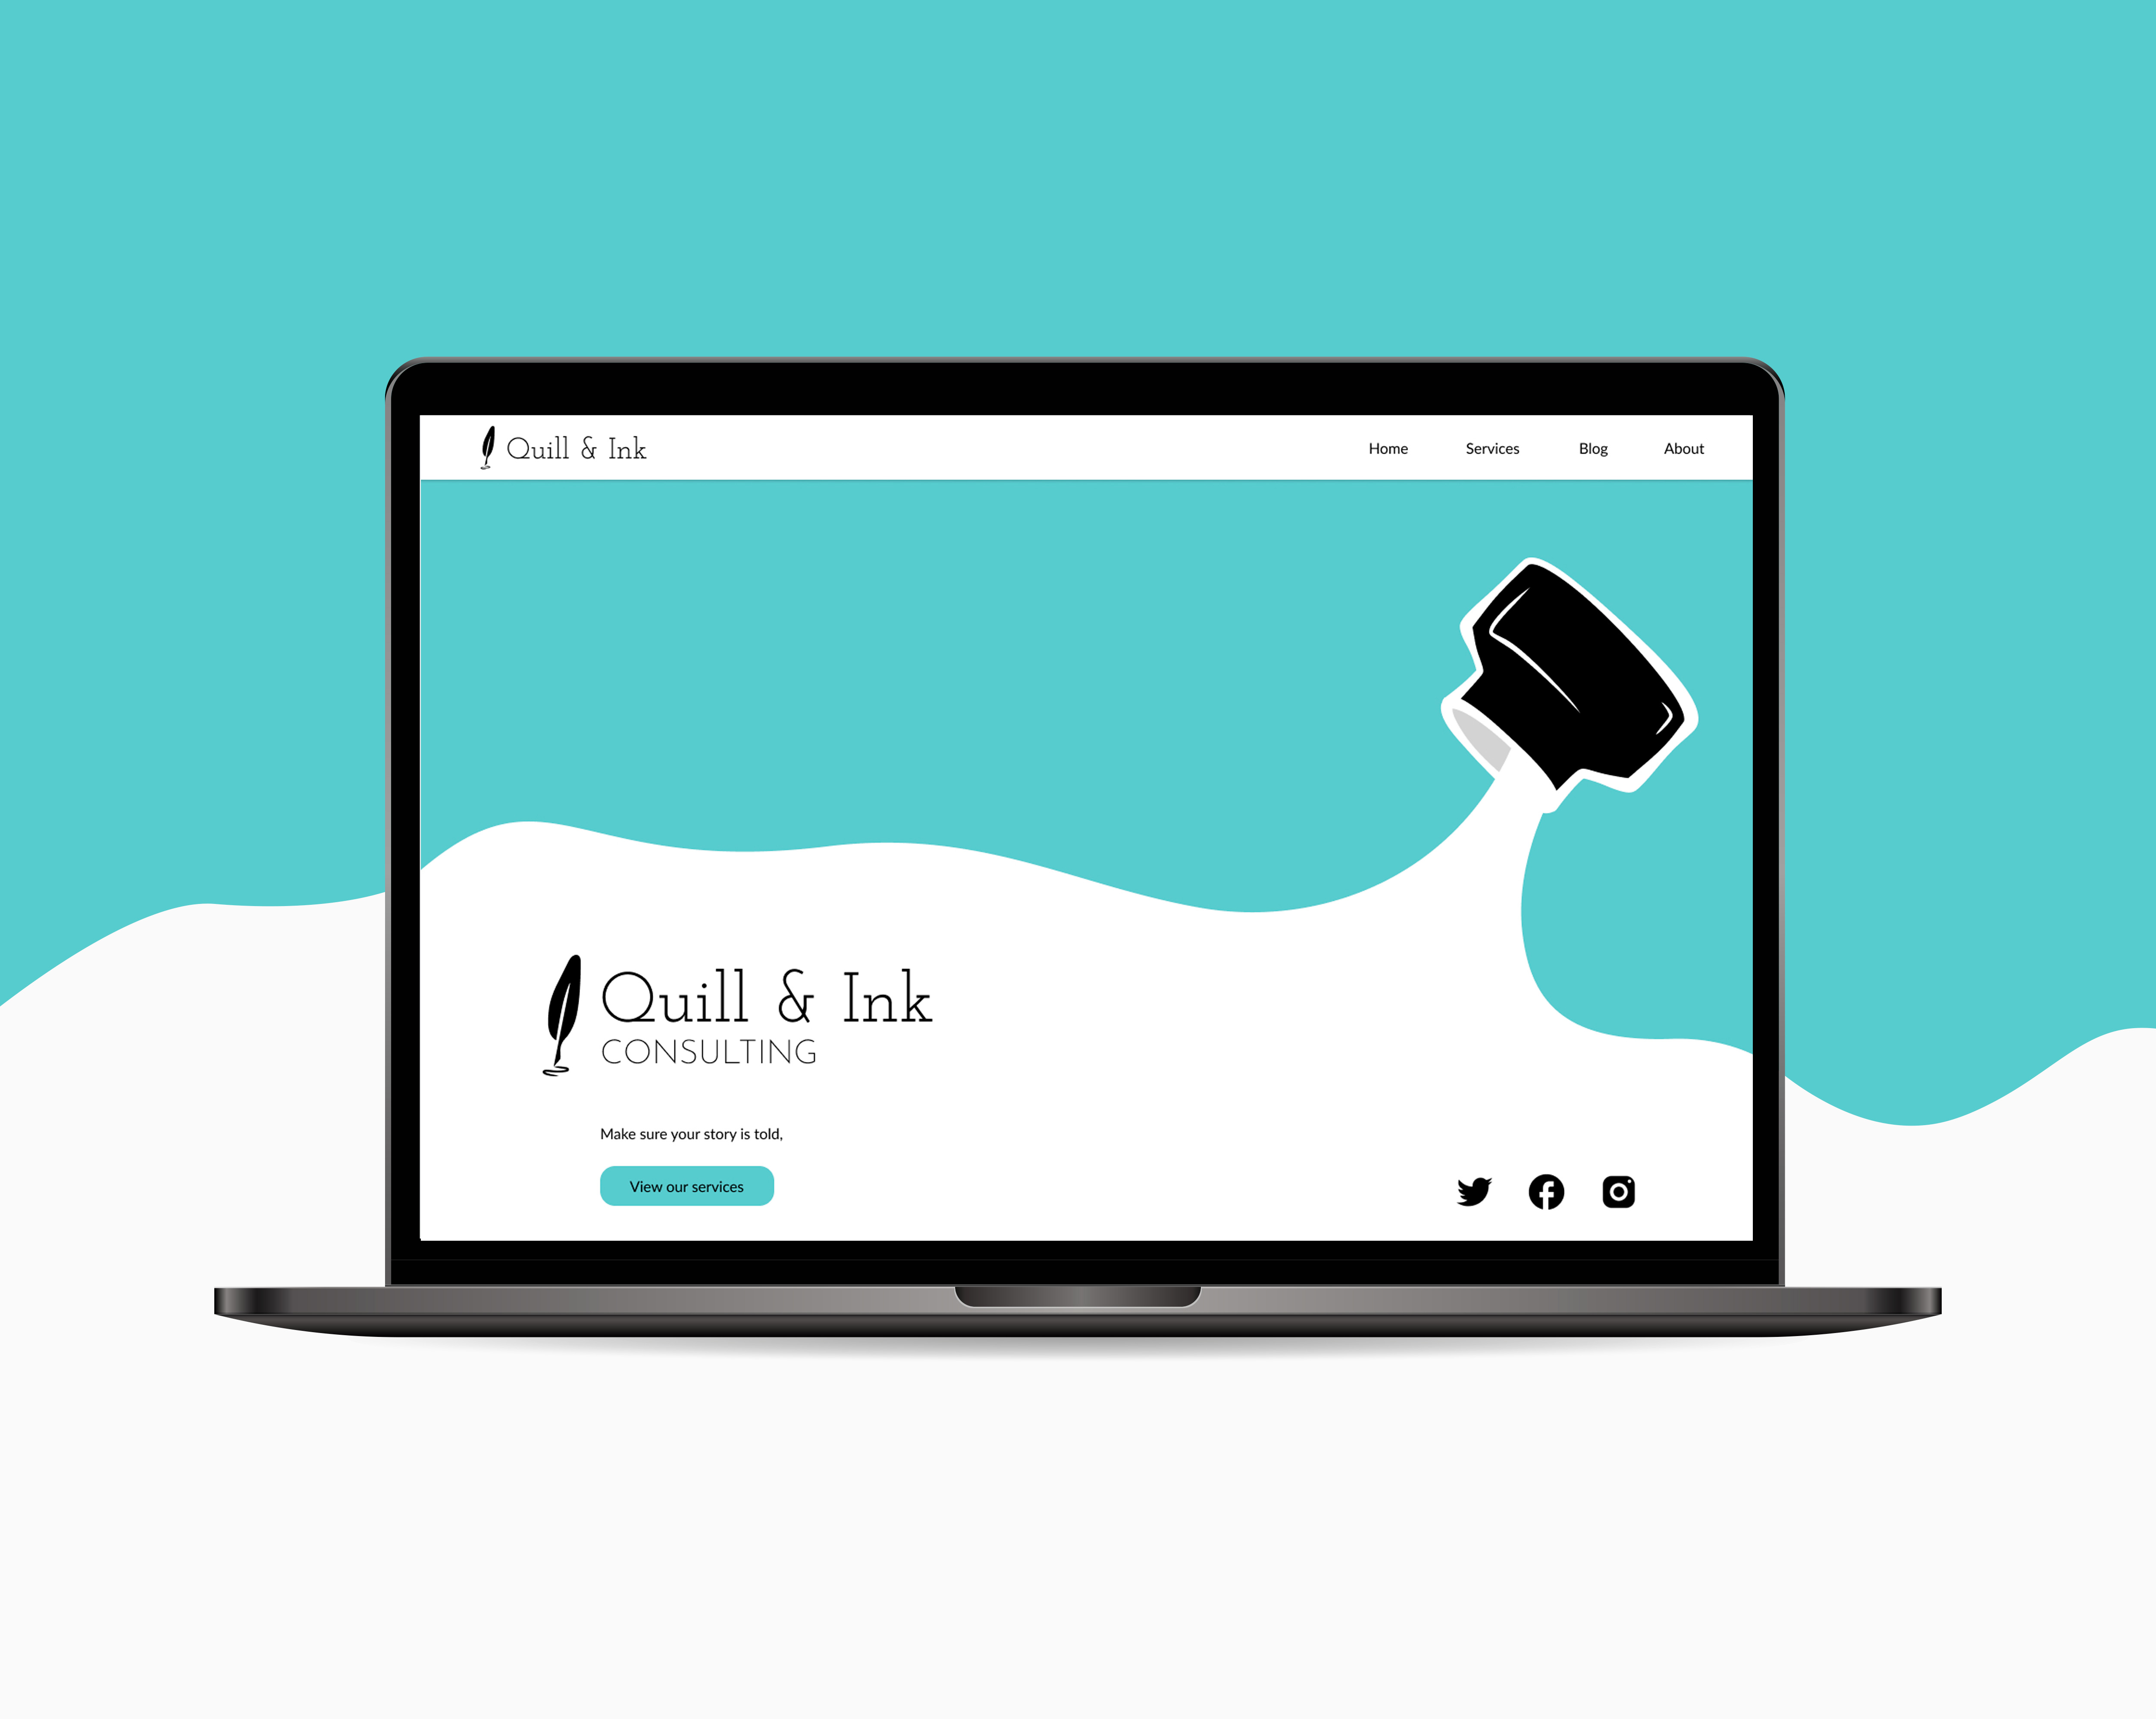 Quill & Ink
Home Services Blog About
Quill & Ink
CONSULTING
Make sure your story is told,
View our services